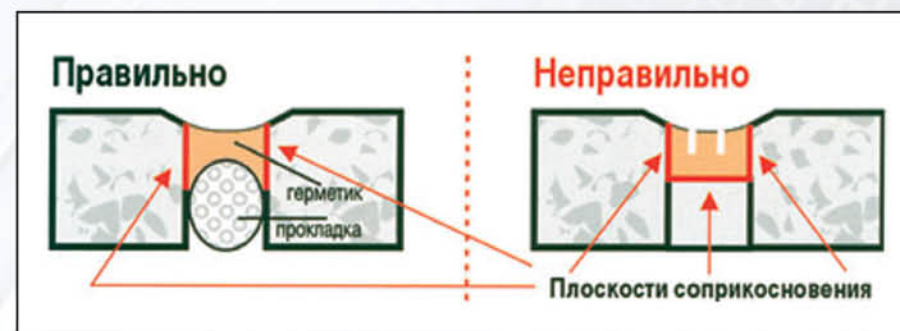 Правильно
Неправильно
герметик
прокладка
Плоскости соприкосновения